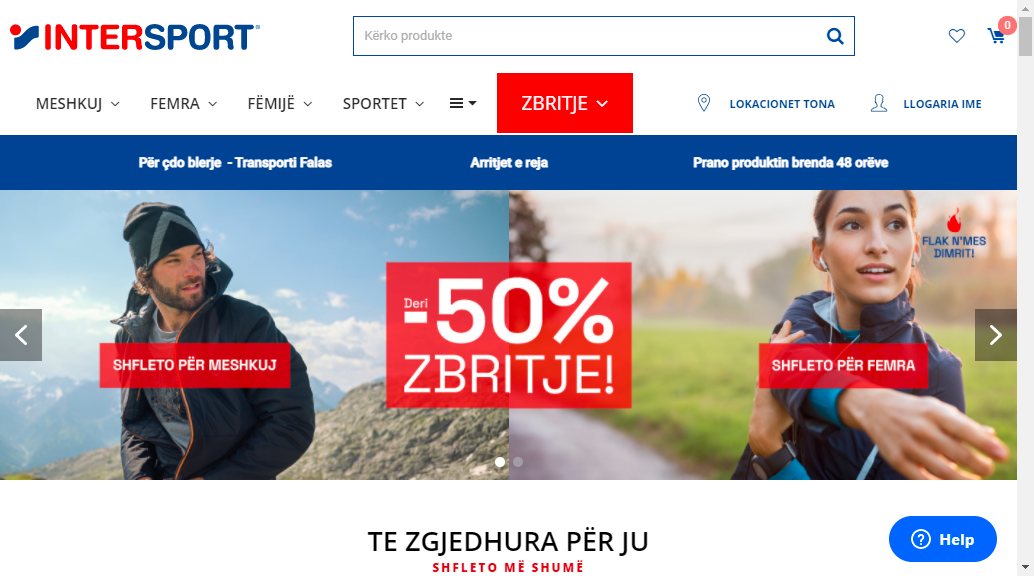 INTERSPORT
Kërko produkte
0
MESHKUJ
FEMRA
FËMIJË
SPORTET
ZBRITJE
LOKACIONET TONA
LLOGARIA IME
Për çdo blerje - Transporti Falas
Arritjet e reja
Prano produktin brenda 48 orëve
FLAK N'MES
DIMRIT!
Deri
-50%
ZBRITJE!
SHFLETO PËR MESHKUJ
SHFLETO PËR FEMRA
TE ZGJEDHURA PËR JU
SHFLETO MË SHUMË
Help